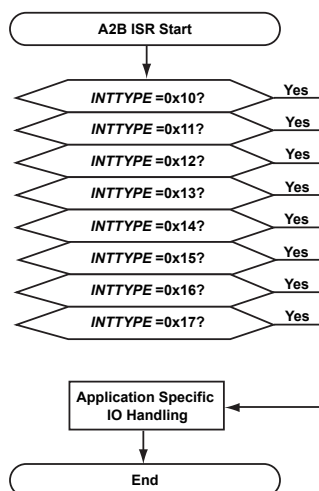 A2B ISR Start
INTTYPE =0x10? Yes
INTTYPE =0x11? Yes
INTTYPE =0x12? Yes
INTTYPE =0x13? Yes
INTTYPE =0x14? Yes
INTTYPE =0x15? Yes
INTTYPE =0x16? Yes
INTTYPE =0x17? Yes
Application Specific
IO Handling
End